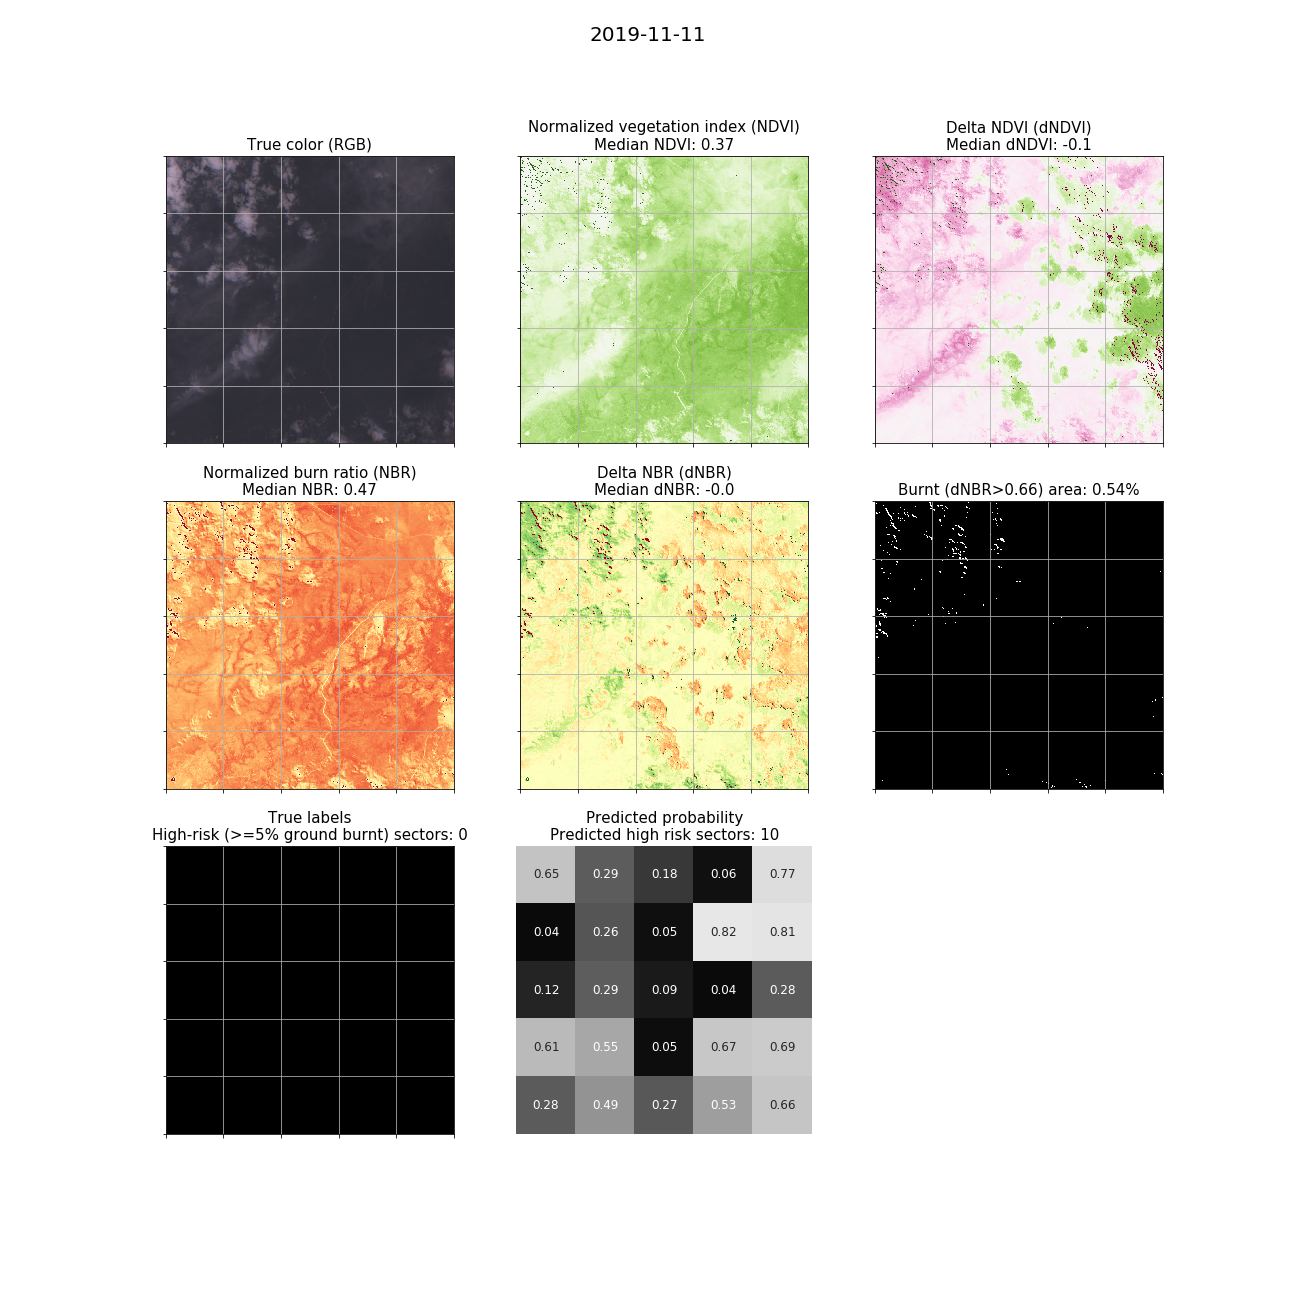 2019-11-11
True color (RGB)
Normalized vegetation index (NDVI)
Median NDVI: 0.37
Delta NDVI (dNDVI)
Median dNDVI: -0.1
Normalized burn ratio (NBR)
Median NBR: 0.47
Delta NBR (dNBR)
Median dNBR: -0.0
Burnt (dNBR>0.66) area: 0.54%
True labels
High-risk (>=5% ground burnt) sectors: 0
Predicted probability
Predicted high risk sectors: 10
0.65 0.29 0.18 0.06 0.77
0.04 0.26 0.05 0.82 0.81
0.12 0.29 0.09 0.04 0.28
0.61 0.55 0.05 0.67 0.69
0.28 0.49 0.27 0.53 0.66